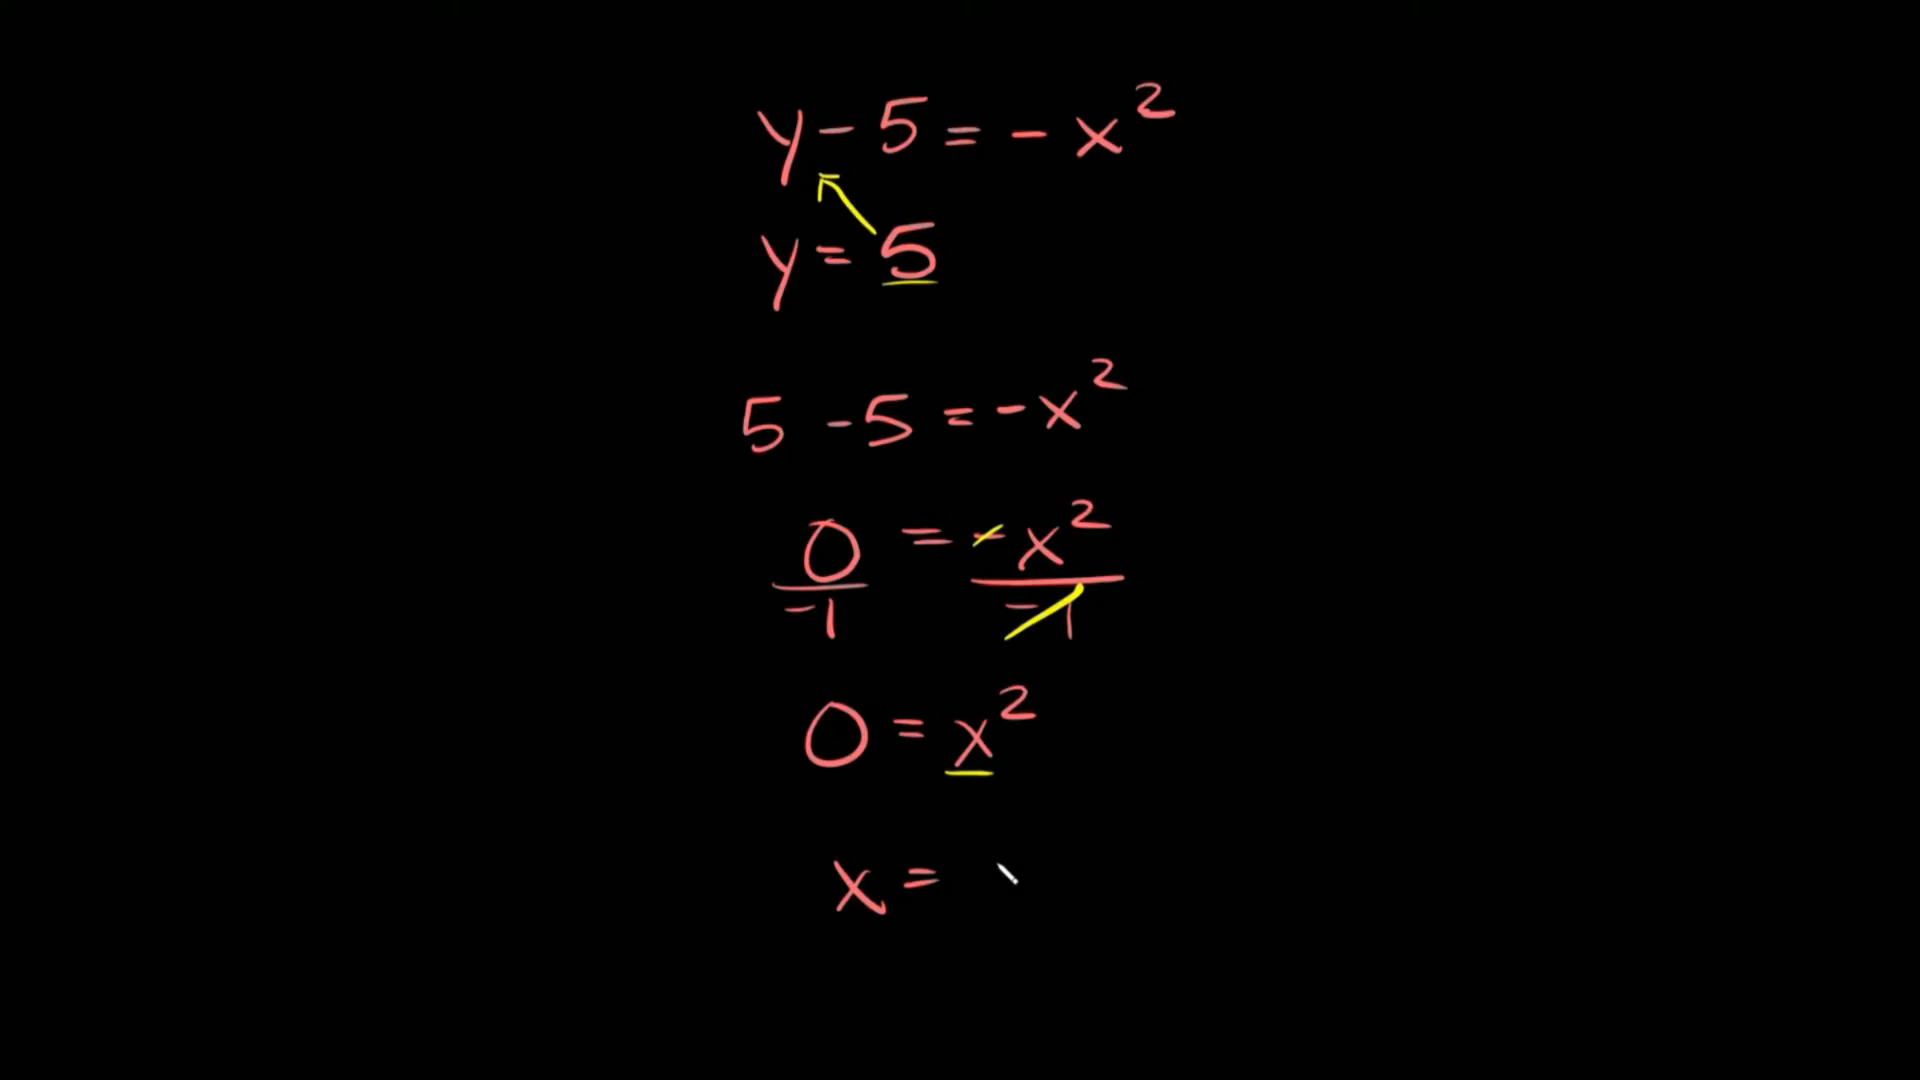 y - 5 = - x²
y = 5
5 - 5 = - x²
0/-1 = - x²/-1
0 = x²
x =